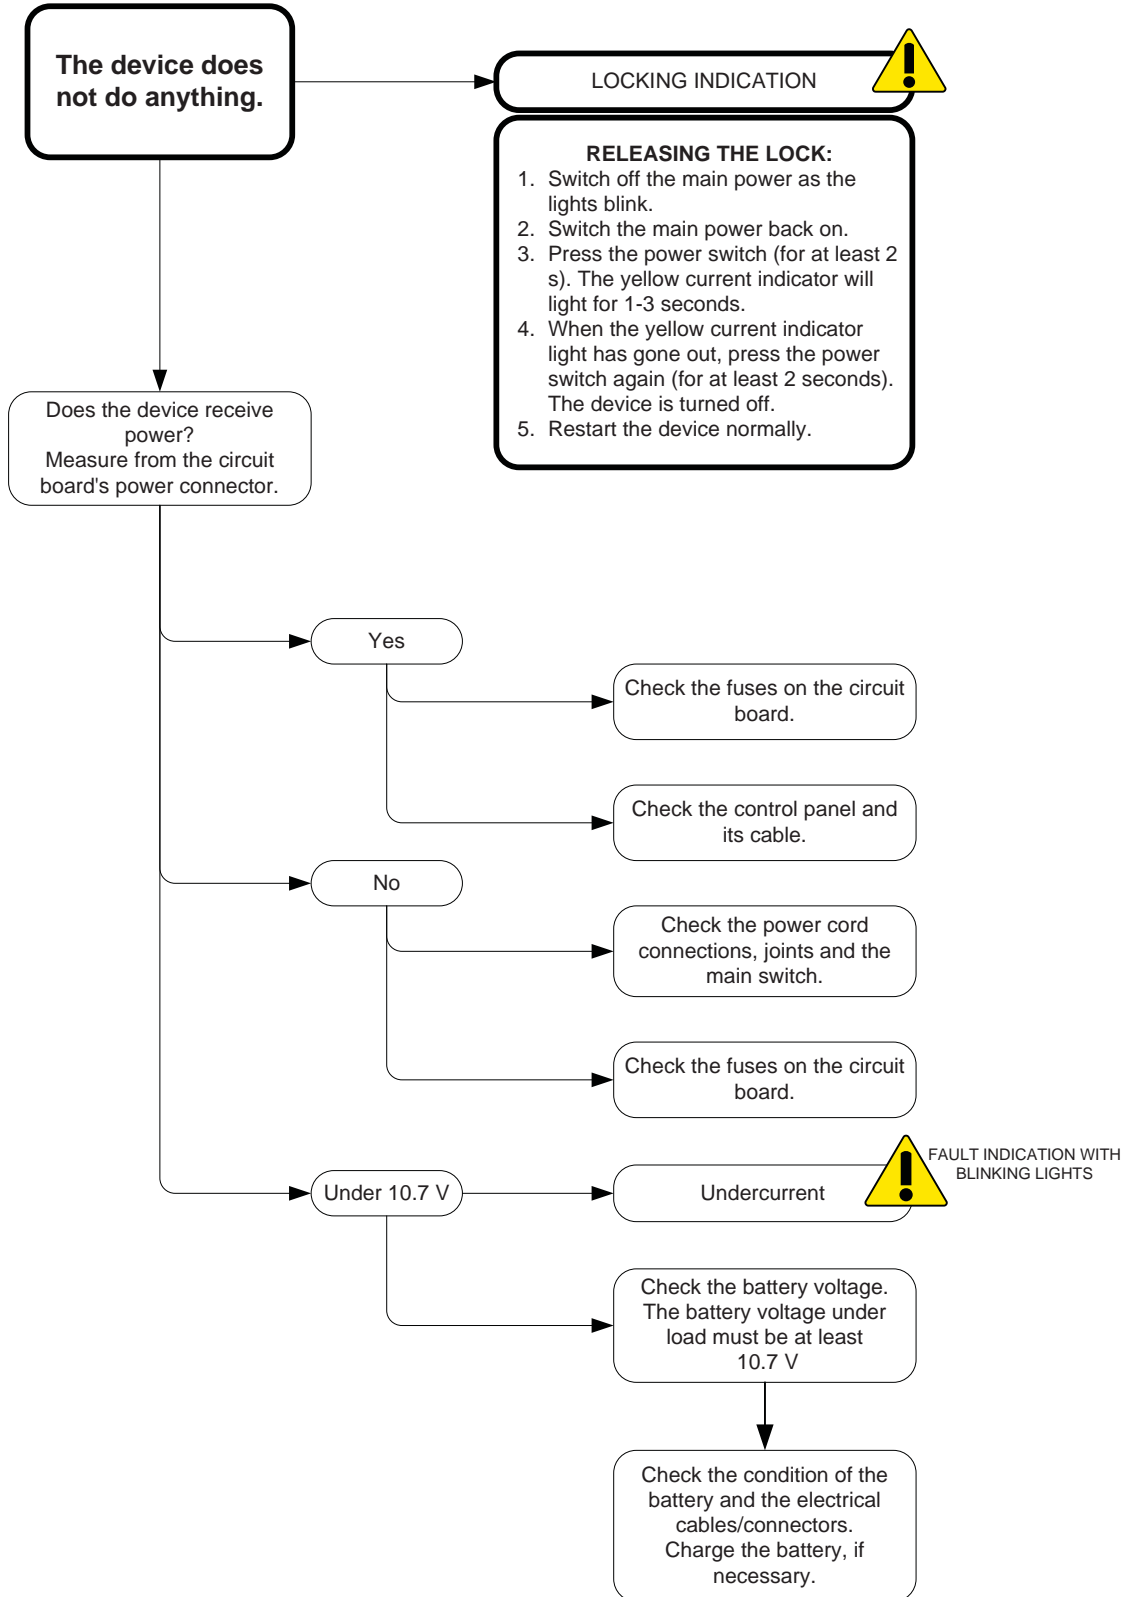 The device does
not do anything.
LOCKING INDICATION
RELEASING THE LOCK:
1. Switch off the main power as the
lights blink.
2. Switch the main power back on.
3. Press the power switch (for at least 2
s). The yellow current indicator will
light for 1-3 seconds.
4. When the yellow current indicator
light has gone out, press the power
switch again (for at least 2 seconds).
The device is turned off.
5. Restart the device normally.
Does the device receive
power?
Measure from the circuit
board's power connector.
Yes
Check the fuses on the circuit
board.
Check the control panel and
its cable.
No
Check the power cord
connections, joints and the
main switch.
Check the fuses on the circuit
board.
Under 10.7 V
Undercurrent
FAULT INDICATION WITH
BLINKING LIGHTS
Check the battery voltage.
The battery voltage under
load must be at least
10.7 V
Check the condition of the
battery and the electrical
cables/connectors.
Charge the battery, if
necessary.